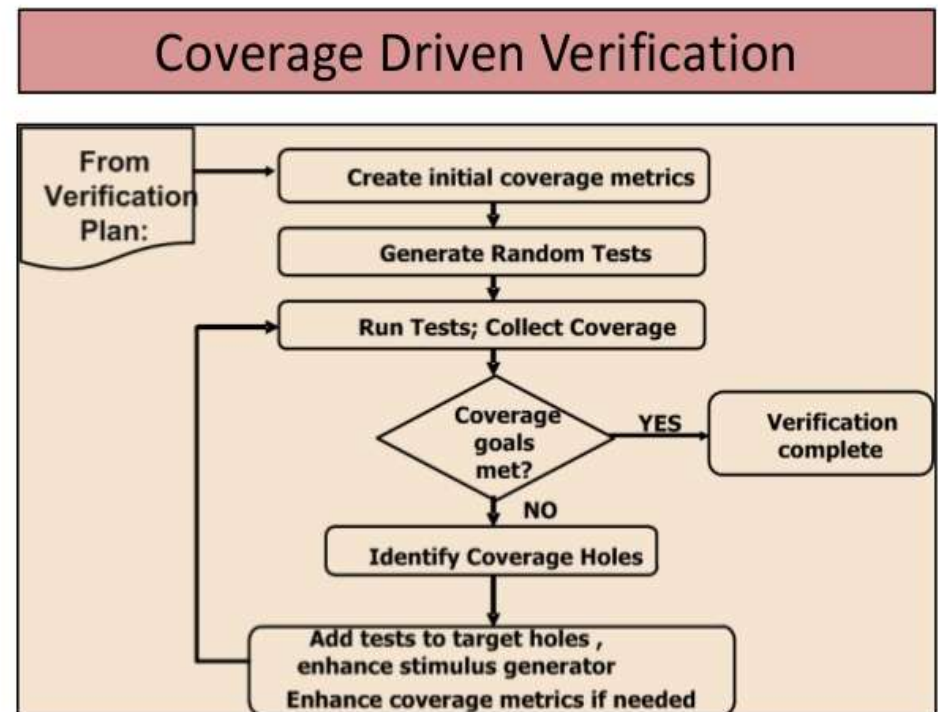 Coverage Driven Verification
From
Verification
Plan:
Create initial coverage metrics
Generate Random Tests
Run Tests; Collect Coverage
Coverage
goals
met?
YES
Verification
complete
NO
Identify Coverage Holes
Add tests to target holes ,
enhance stimulus generator
Enhance coverage metrics if needed